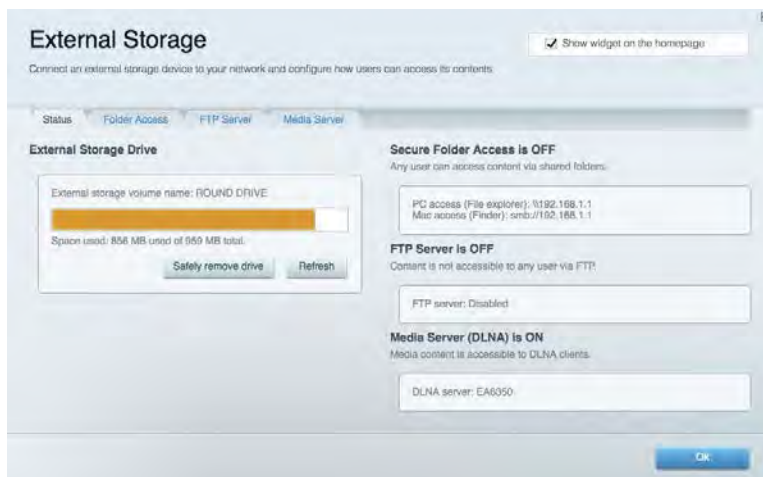 External Storage
Show widget on the homepage
Connect an external storage device to your network and configure how users can access its contents.
Status
Folder Access
FTP Server
Media Server
External Storage Drive
External storage volume name: ROUND DRIVE
Space used: 856 MB used of 959 MB total.
Safely remove drive
Refresh
Secure Folder Access is OFF
Any user can access content via shared folders.
PC access (File explorer): \\192.168.1.1
Mac access (Finder): smb://192.168.1.1
FTP Server is OFF
Content is not accessible to any user via FTP
FTP server: Disabled
Media Server (DLNA) is ON
Media content is accessible to DLNA clients.
DLNA server: EA6350
Ok